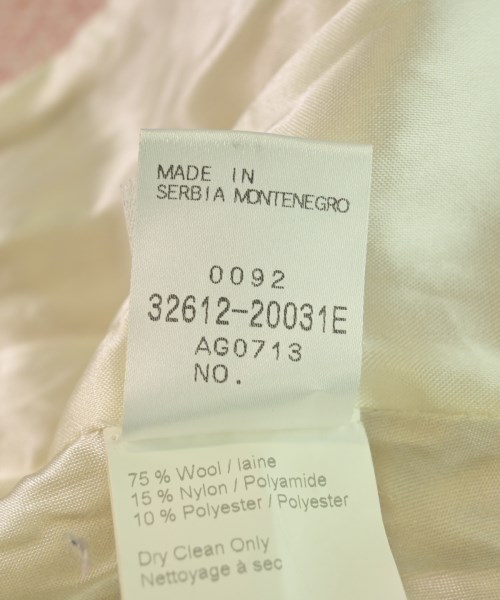 MADE IN
SERBIA MONTENEGRO
0092
32612-20031E
AG0713
NO.
75 % Wool / laine
15 % Nylon / Polyamide
10 % Polyester / Polyester
Dry Clean Only
Nettoyage à sec